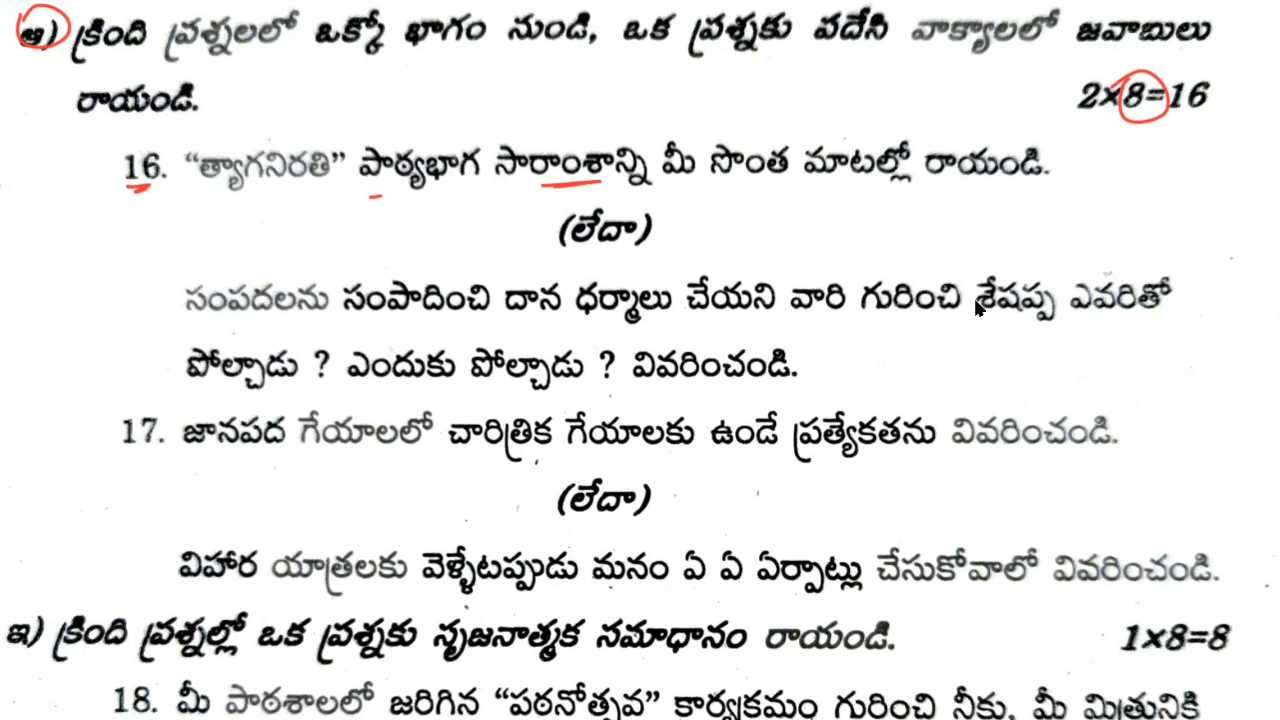 ఆ) క్రింది ప్రశ్నలలో ఒక్కో భాగం నుండి, ఒక ప్రశ్నకు పదేసి వాక్యాలలో జవాబులు
రాయండి. 2×8=16
16. “త్యాగనిరతి” పాఠ్యభాగ సారాంశాన్ని మీ సొంత మాటల్లో రాయండి.
(లేదా)
సంపదలను సంపాదించి దాన ధర్మాలు చేయని వారి గురించి శేషప్ప ఎవరితో
పోల్చాడు ? ఎందుకు పోల్చాడు ? వివరించండి.
17. జానపద గేయాలలో చారిత్రిక గేయాలకు ఉండే ప్రత్యేకతను వివరించండి.
(లేదా)
విహార యాత్రలకు వెళ్ళేటప్పుడు మనం ఏ ఏ ఏర్పాట్లు చేసుకోవాలో వివరించండి.
ఇ) క్రింది ప్రశ్నల్లో ఒక ప్రశ్నకు సృజనాత్మక సమాధానం రాయండి. 1×8=8
18. మీ పాఠశాలలో జరిగిన “పఠనోత్సవ” కార్యక్రమం గురించి నీకు, మీ మిత్రునికి